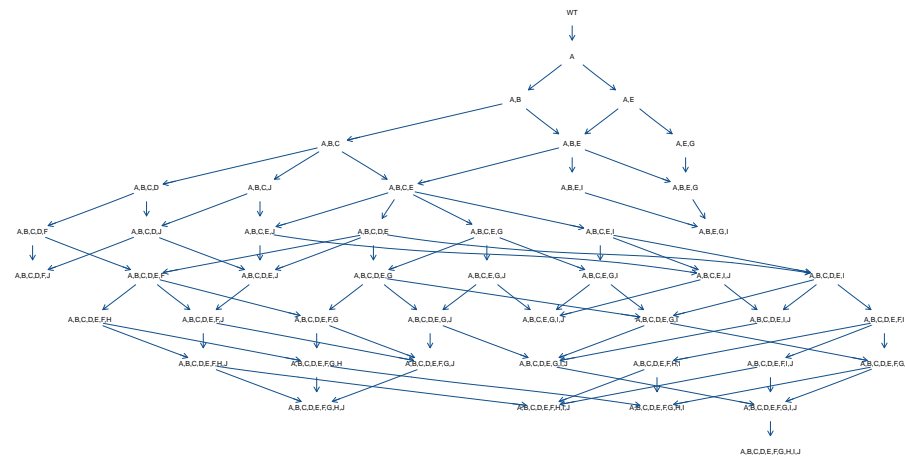 WT
A
A,B A,E
A,B,C A,B,E A,E,G
A,B,C,D A,B,C,J A,B,C,E A,B,E,I A,B,E,G
A,B,C,D,F A,B,C,D,J A,B,C,E,J A,B,C,D,E A,B,C,E,G A,B,C,E,I A,B,E,G,I
A,B,C,D,F,J A,B,C,D,E,F A,B,C,D,E,J A,B,C,D,E,G A,B,C,E,G,J A,B,C,E,G,I A,B,C,E,I,J A,B,C,D,E,I
A,B,C,D,E,F,H A,B,C,D,E,F,J A,B,C,D,E,F,G A,B,C,D,E,G,J A,B,C,E,G,I,J A,B,C,D,E,G,I A,B,C,D,E,I,J A,B,C,D,E,F,I
A,B,C,D,E,F,H,J A,B,C,D,E,F,G,H A,B,C,D,E,F,G,J A,B,C,D,E,G,I,J A,B,C,D,E,F,H,I A,B,C,D,E,F,I,J A,B,C,D,E,F,G,
A,B,C,D,E,F,G,H,J A,B,C,D,E,F,H,I,J A,B,C,D,E,F,G,H,I A,B,C,D,E,F,G,I,J
A,B,C,D,E,F,G,H,I,J